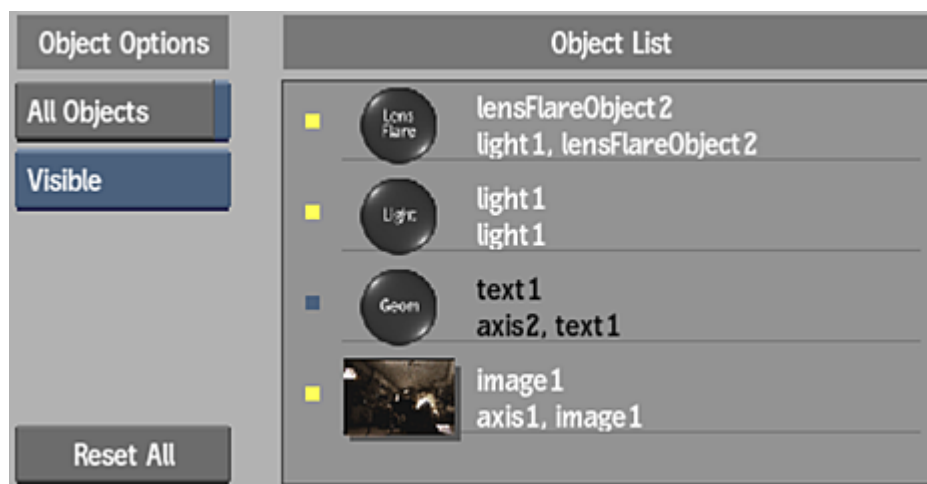 Object Options
Object List
All Objects
Visible
Lens
Flare
lensFlareObject2
light1, lensFlareObject2
Light
light1
light1
Geom
text1
axis2, text1
image1
axis1, image1
Reset All